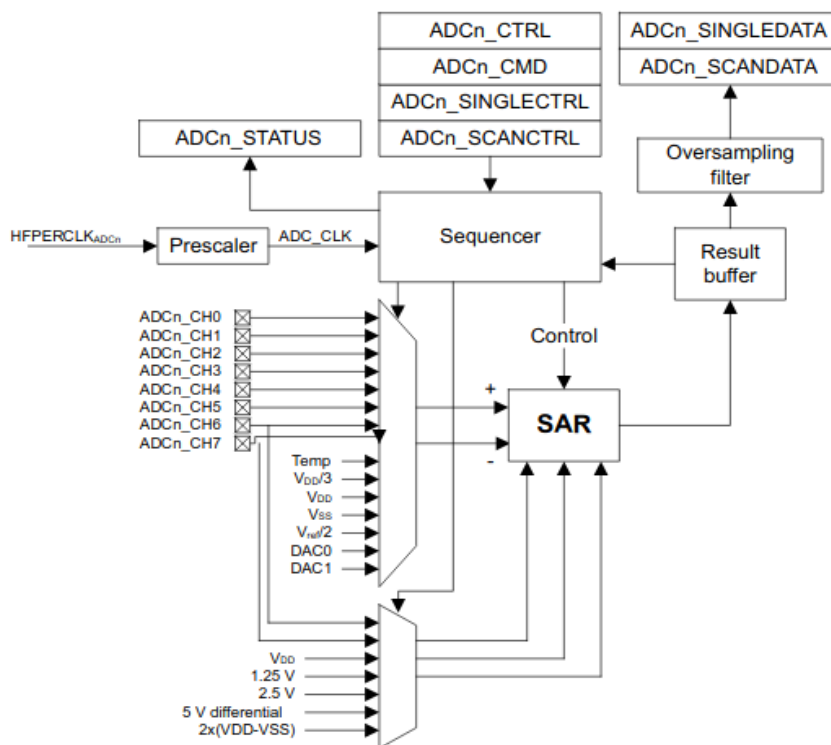 ADCn_CTRL
ADCn_CMD
ADCn_SINGLECTRL
ADCn_SCANCTRL
ADCn_SINGLEDATA
ADCn_SCANDATA
ADCn_STATUS
Oversampling
filter
HFPERCLKADCn
Prescaler
ADC_CLK
Sequencer
Result
buffer
ADCn_CH0
ADCn_CH1
ADCn_CH2
ADCn_CH3
ADCn_CH4
ADCn_CH5
ADCn_CH6
ADCn_CH7
Control
+
SAR
-
Temp
VDD/3
VDD
VSS
Vref/2
DAC0
DAC1
VDD
1.25 V
2.5 V
5 V differential
2x(VDD-VSS)